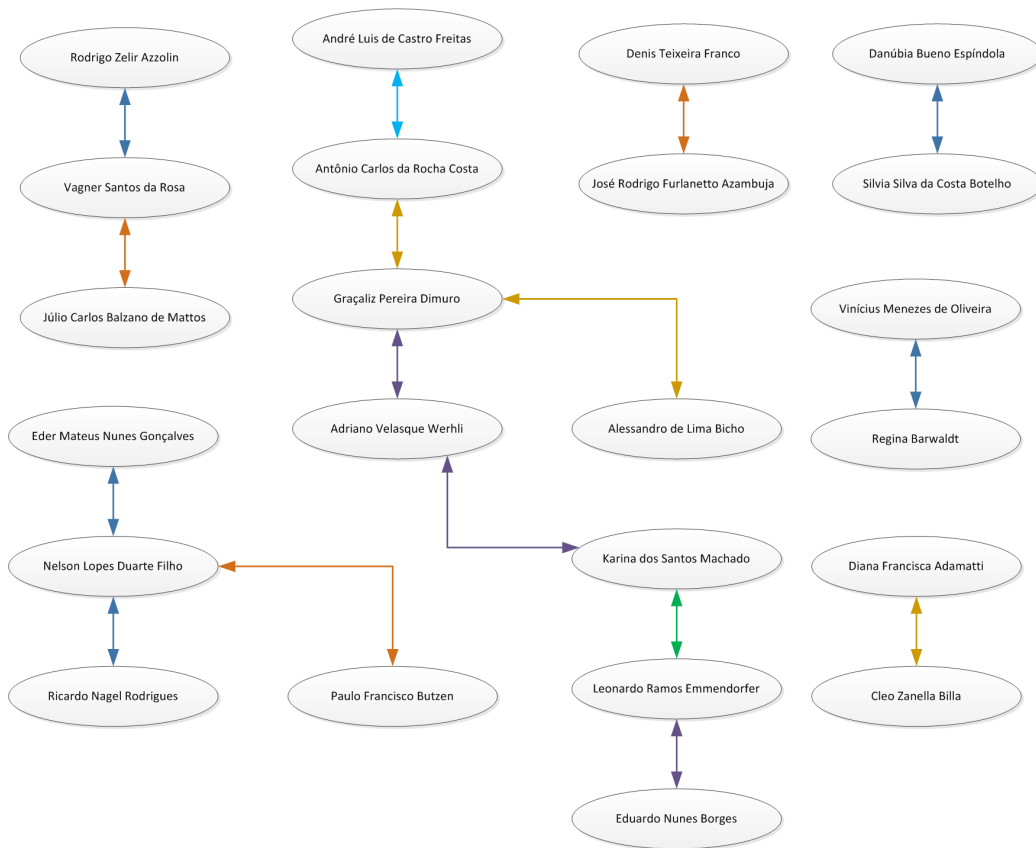 André Luis de Castro Freitas
Rodrigo Zelir Azzolin
Denis Teixeira Franco
Danúbia Bueno Espíndola
Antônio Carlos da Rocha Costa
Vagner Santos da Rosa
José Rodrigo Furlanetto Azambuja
Silvia Silva da Costa Botelho
Graçaliz Pereira Dimuro
Júlio Carlos Balzano de Mattos
Vinícius Menezes de Oliveira
Eder Mateus Nunes Gonçalves
Adriano Velasque Werhli
Alessandro de Lima Bicho
Regina Barwaldt
Nelson Lopes Duarte Filho
Karina dos Santos Machado
Diana Francisca Adamatti
Ricardo Nagel Rodrigues
Paulo Francisco Butzen
Leonardo Ramos Emmendorfer
Cleo Zanella Billa
Eduardo Nunes Borges